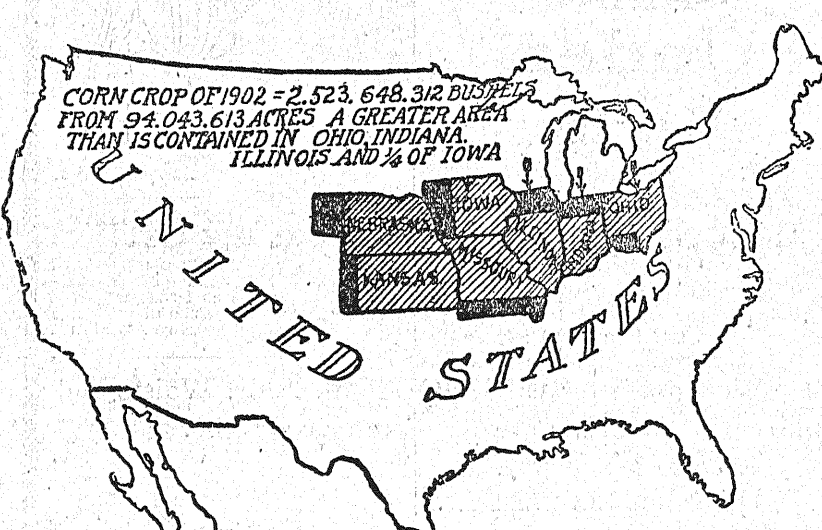 CORN CROP OF 1902 = 2.523.648.312 BUSHELS
FROM 94.043.613 ACRES A GREATER AREA
THAN IS CONTAINED IN OHIO, INDIANA.
ILLINOIS AND ¼ OF IOWA
UNITED STATES
NEBRASKA
IOWA
OHIO
KANSAS.
MISSOURI